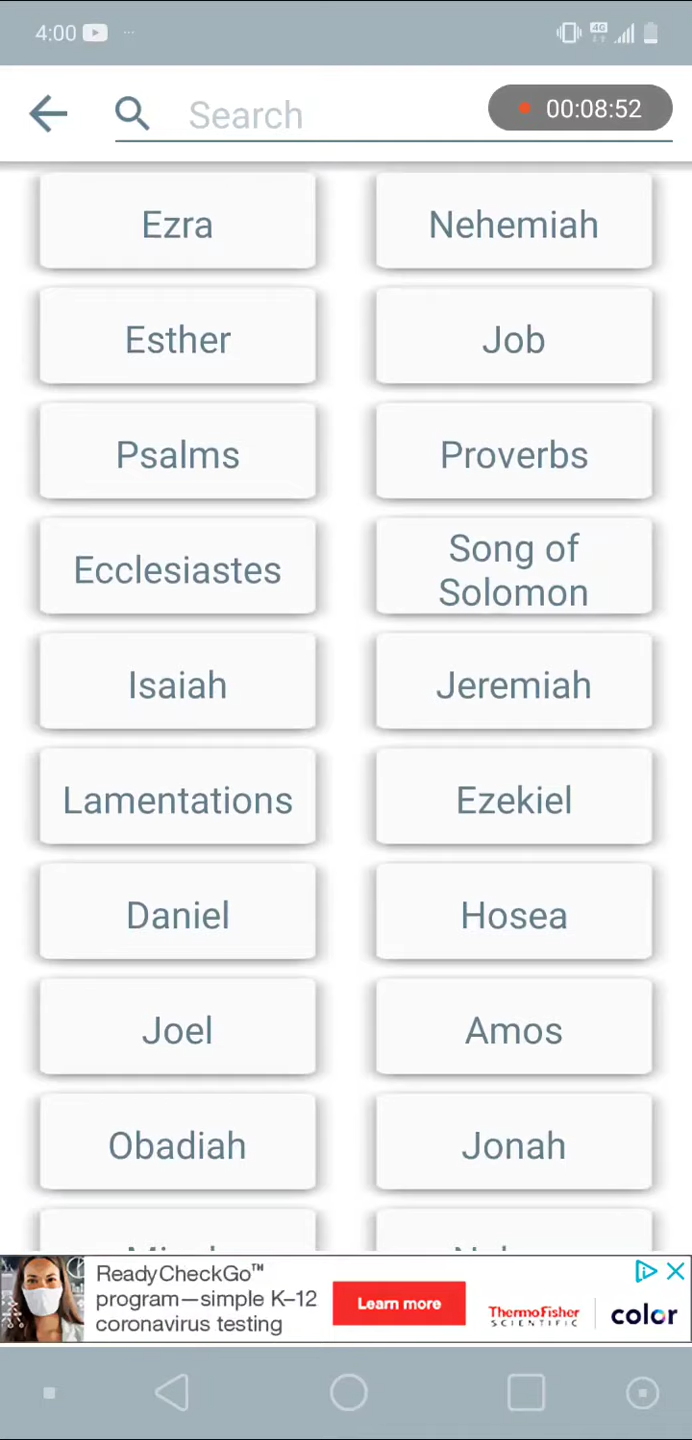 4:00
4G
Search
00:08:52
Ezra
Nehemiah
Esther
Job
Psalms
Proverbs
Ecclesiastes
Song of
Solomon
Isaiah
Jeremiah
Lamentations
Ezekiel
Daniel
Hosea
Joel
Amos
Obadiah
Jonah
ReadyCheckGo™
program—simple K–12
coronavirus testing
Learn more
ThermoFisher
SCIENTIFIC
color